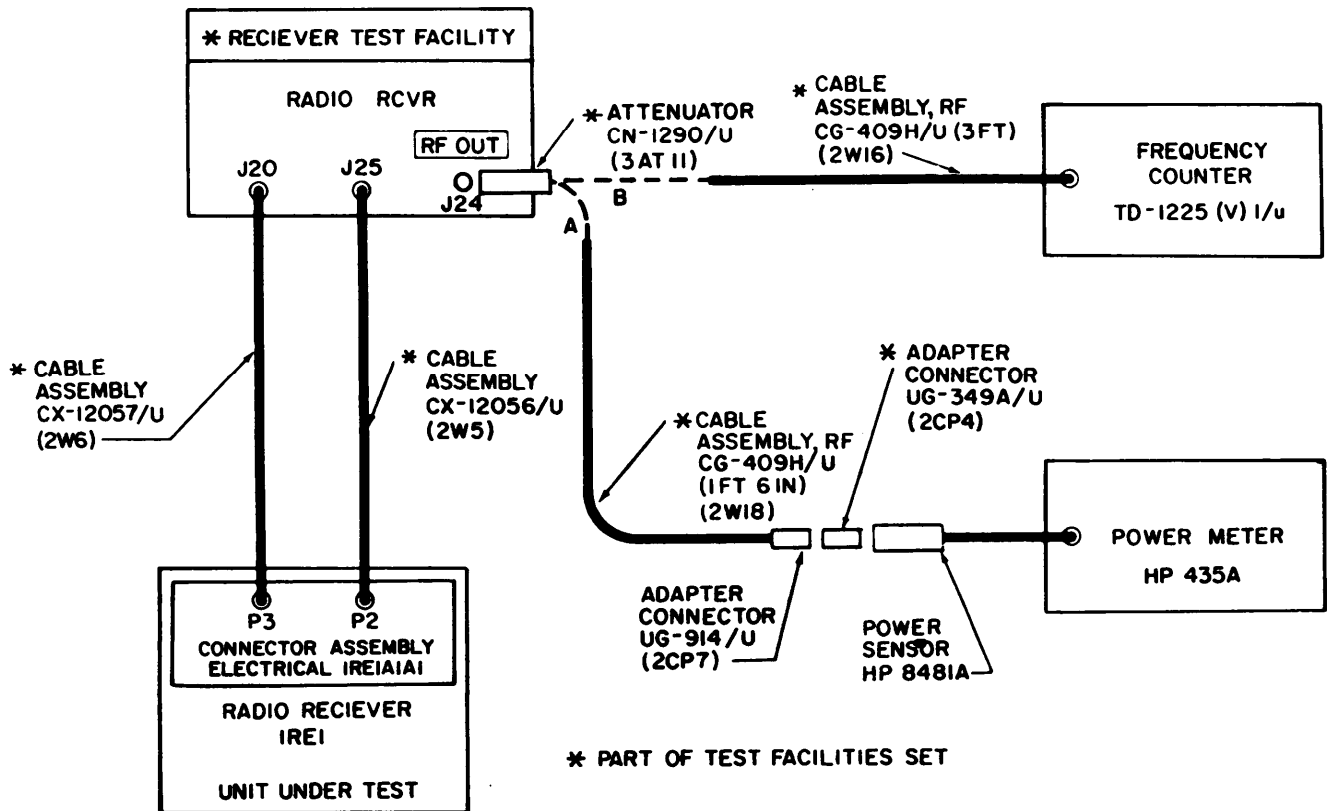 * RECIEVER TEST FACILITY
RADIO RCVR
RF OUT
J20
J25
J24
* ATTENUATOR
CN-1290/U
(3AT11)
* CABLE
ASSEMBLY, RF
CG-409H/U (3FT)
(2W16)
FREQUENCY
COUNTER
TD-1225 (V) 1/u
B
A
* CABLE
ASSEMBLY
CX-12057/U
(2W6)
* CABLE
ASSEMBLY
CX-12056/U
(2W5)
* CABLE
ASSEMBLY, RF
CG-409H/U
(1FT 6IN)
(2W18)
* ADAPTER
CONNECTOR
UG-349A/U
(2CP4)
POWER METER
HP 435A
ADAPTER
CONNECTOR
UG-914/U
(2CP7)
POWER
SENSOR
HP 8481A
P3
P2
CONNECTOR ASSEMBLY
ELECTRICAL 1RE1A1A1
RADIO RECIEVER
1RE1
UNIT UNDER TEST
* PART OF TEST FACILITIES SET